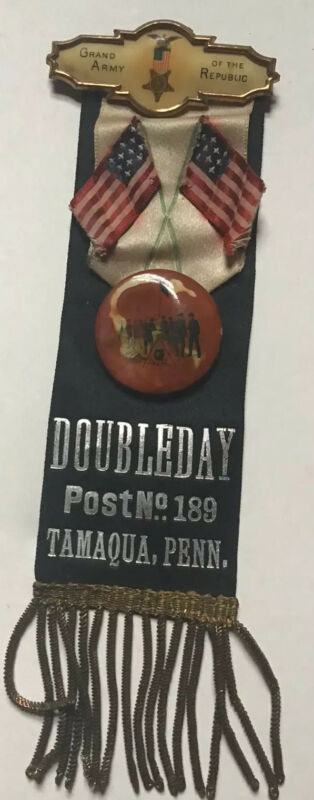 GRAND ARMY OF THE REPUBLIC
DOUBLEDAY
POST No. 189
TAMAQUA, PENN.